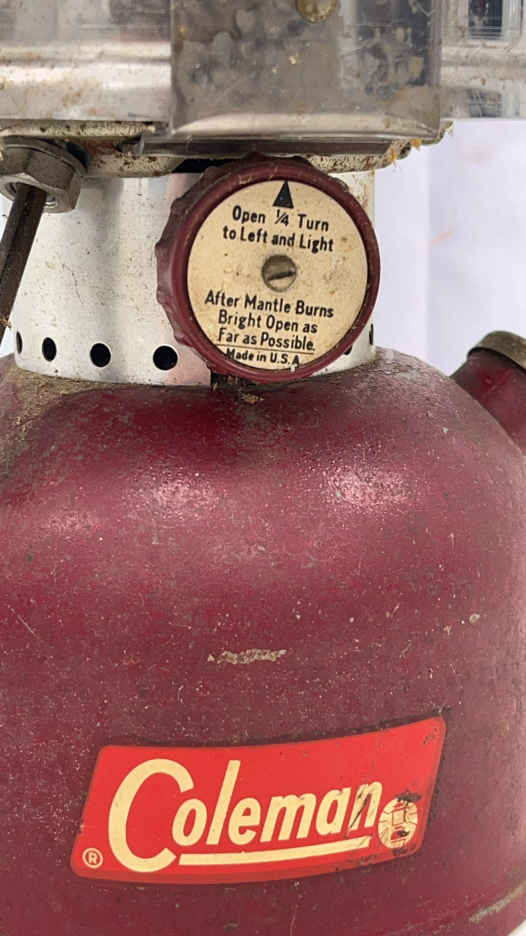 Open ¼ Turn
to Left and Light
After Mantle Burns
Bright Open as
Far as Possible.
Made in U.S.A.
Coleman
®